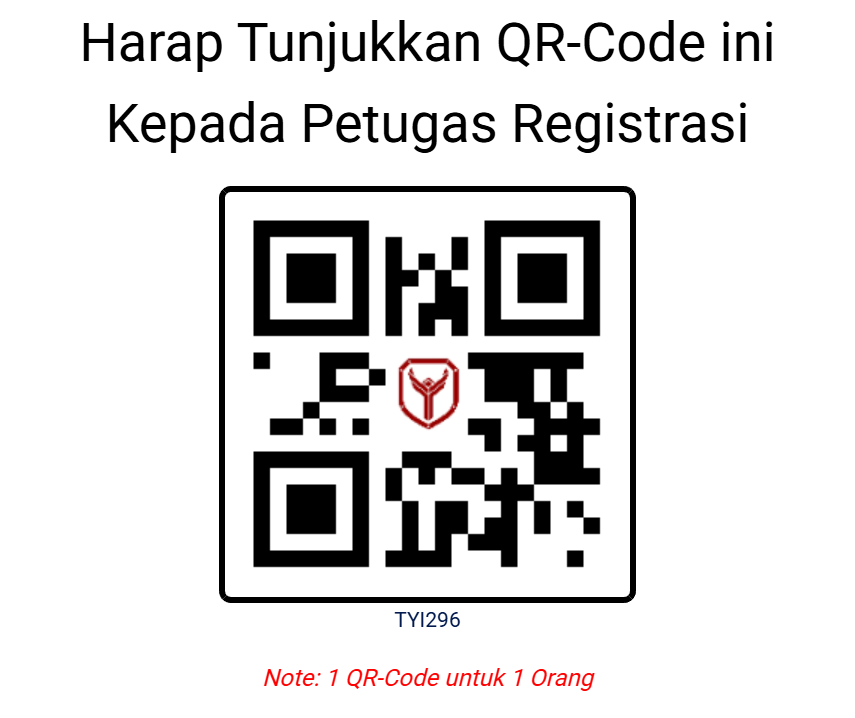 Harap Tunjukkan QR-Code ini
Kepada Petugas Registrasi
TYI296
Note: 1 QR-Code untuk 1 Orang